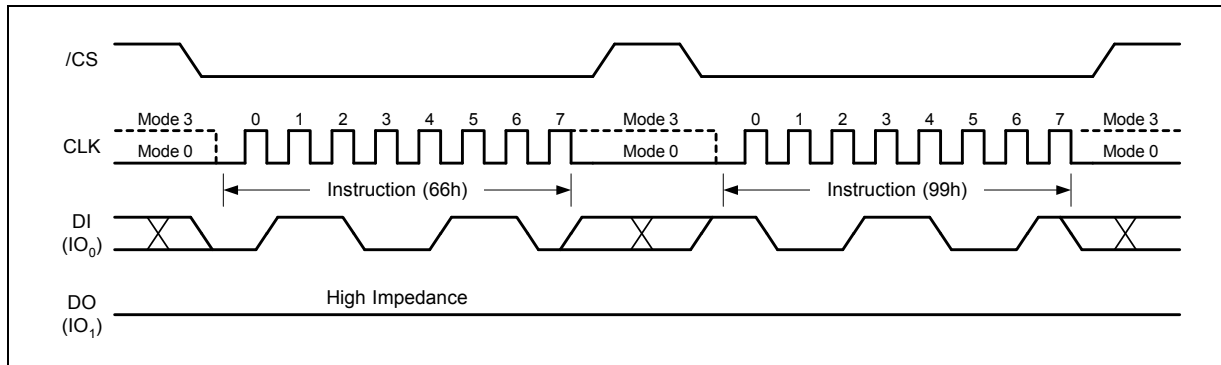 /CS
Mode 3 0 1 2 3 4 5 6 7 Mode 3 0 1 2 3 4 5 6 7 Mode 3
CLK
Mode 0 Mode 0 Mode 0
Instruction (66h) Instruction (99h)
DI
(IO0)
High Impedance
DO
(IO1)